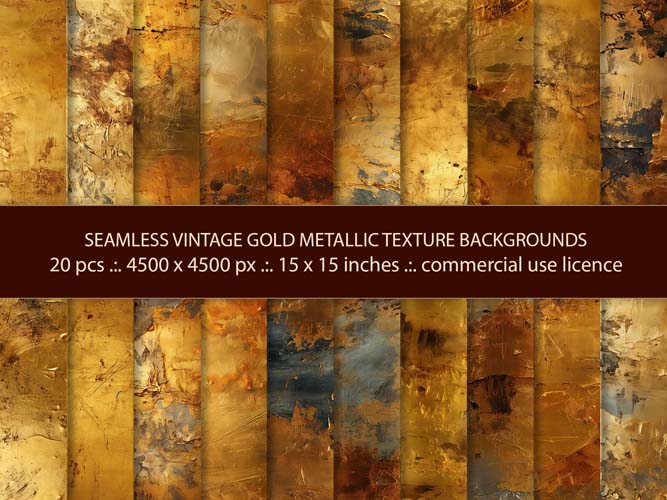 SEAMLESS VINTAGE GOLD METALLIC TEXTURE BACKGROUNDS
20 pcs .:. 4500 x 4500 px .:. 15 x 15 inches .:. commercial use licence